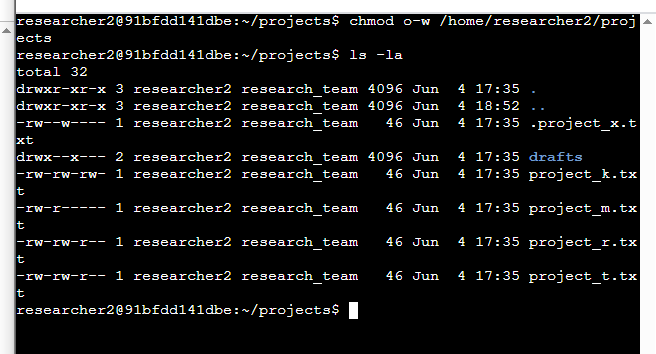 researcher2@91bfdd141dbe:~/projects$ chmod o-w /home/researcher2/proj
ects
researcher2@91bfdd141dbe:~/projects$ ls -la
total 32
drwxr-xr-x 3 researcher2 research_team 4096 Jun  4 17:35 .
drwxr-xr-x 3 researcher2 research_team 4096 Jun  4 18:52 ..
-rw--w---- 1 researcher2 research_team   46 Jun  4 17:35 .project_x.t
xt
drwx--x--- 2 researcher2 research_team 4096 Jun  4 17:35 drafts
-rw-rw-rw- 1 researcher2 research_team   46 Jun  4 17:35 project_k.tx
t
-rw-r----- 1 researcher2 research_team   46 Jun  4 17:35 project_m.tx
t
-rw-rw-r-- 1 researcher2 research_team   46 Jun  4 17:35 project_r.tx
t
-rw-rw-r-- 1 researcher2 research_team   46 Jun  4 17:35 project_t.tx
t
researcher2@91bfdd141dbe:~/projects$